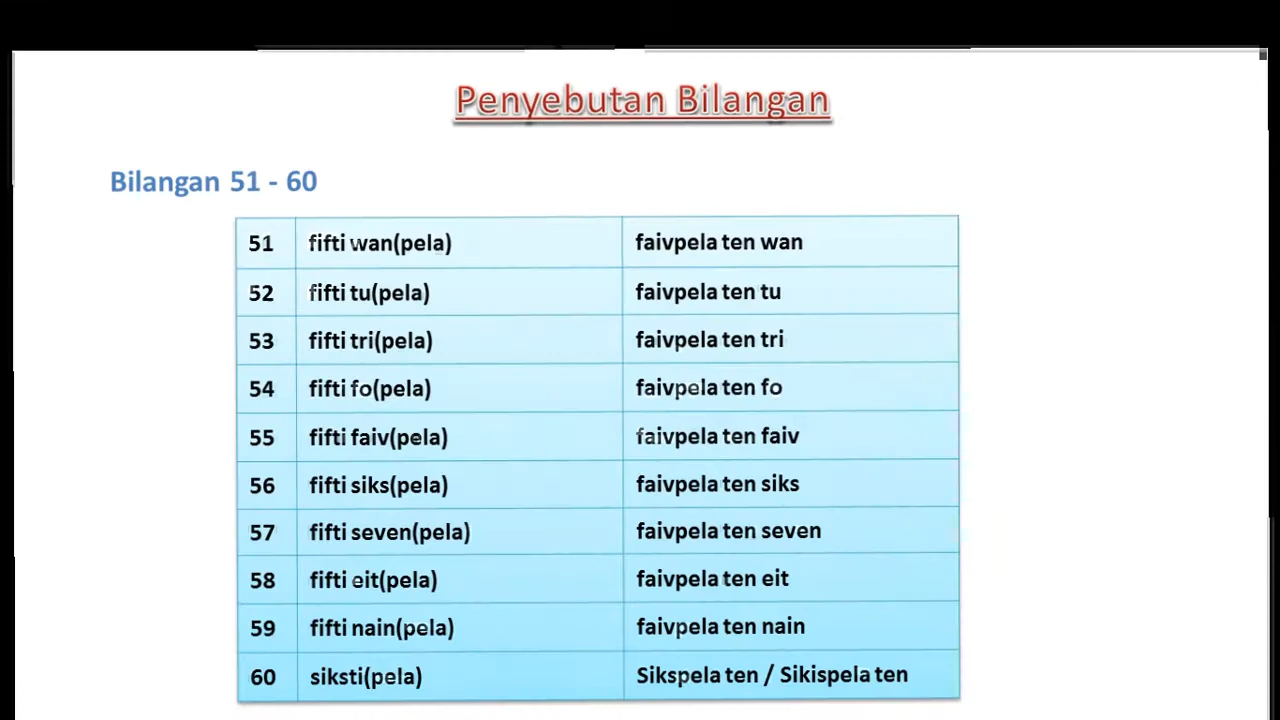 Penyebutan Bilangan
Bilangan 51 - 60
51 fifti wan(pela) faivpela ten wan
52 fifti tu(pela) faivpela ten tu
53 fifti tri(pela) faivpela ten tri
54 fifti fo(pela) faivpela ten fo
55 fifti faiv(pela) faivpela ten faiv
56 fifti siks(pela) faivpela ten siks
57 fifti seven(pela) faivpela ten seven
58 fifti eit(pela) faivpela ten eit
59 fifti nain(pela) faivpela ten nain
60 siksti(pela) Sikspela ten / Sikispela ten